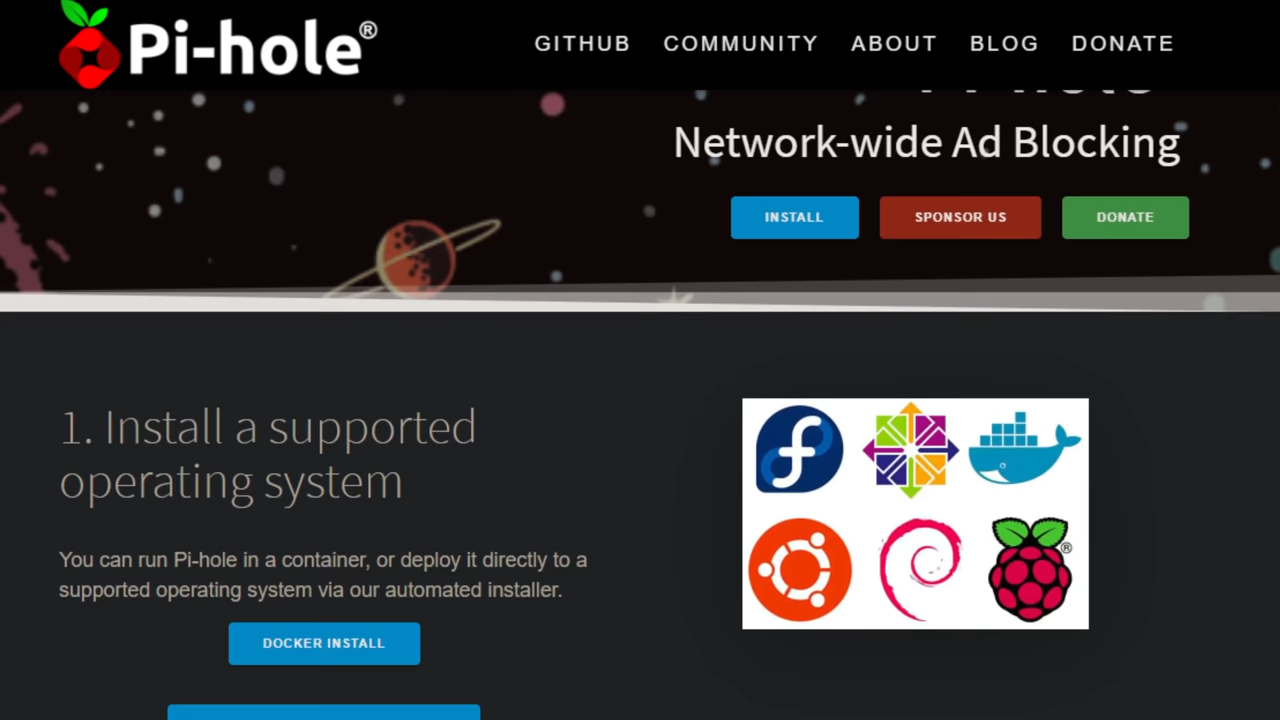 Pi-hole®
GITHUB COMMUNITY ABOUT BLOG DONATE
Network-wide Ad Blocking
INSTALL SPONSOR US DONATE
1. Install a supported
operating system
You can run Pi-hole in a container, or deploy it directly to a
supported operating system via our automated installer.
DOCKER INSTALL